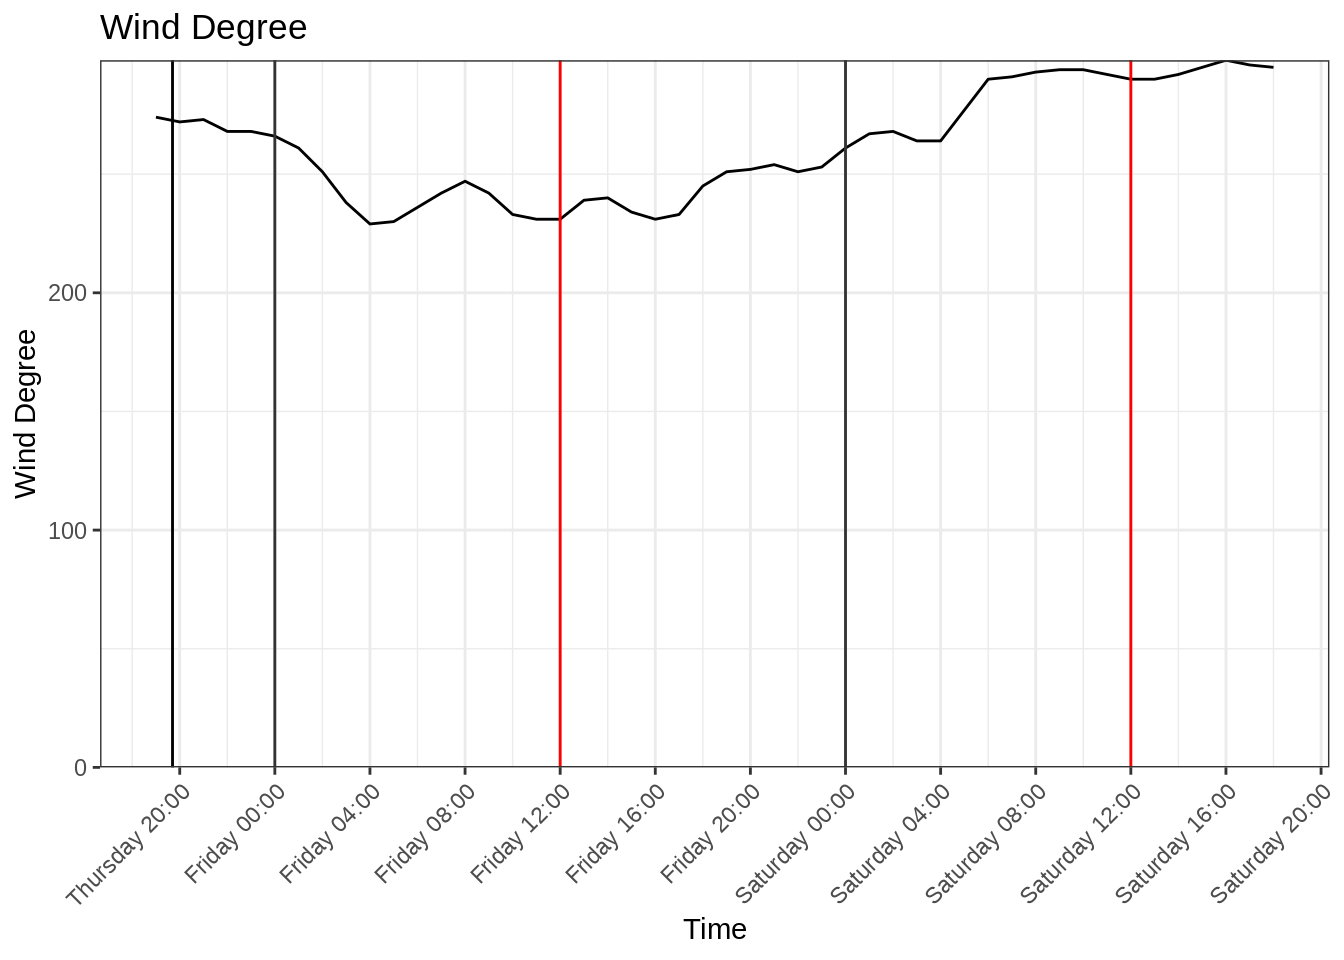 Wind Degree
Wind Degree
200
100
0
Thursday 20:00
Friday 00:00
Friday 04:00
Friday 08:00
Friday 12:00
Friday 16:00
Friday 20:00
Saturday 00:00
Saturday 04:00
Saturday 08:00
Saturday 12:00
Saturday 16:00
Saturday 20:00
Time